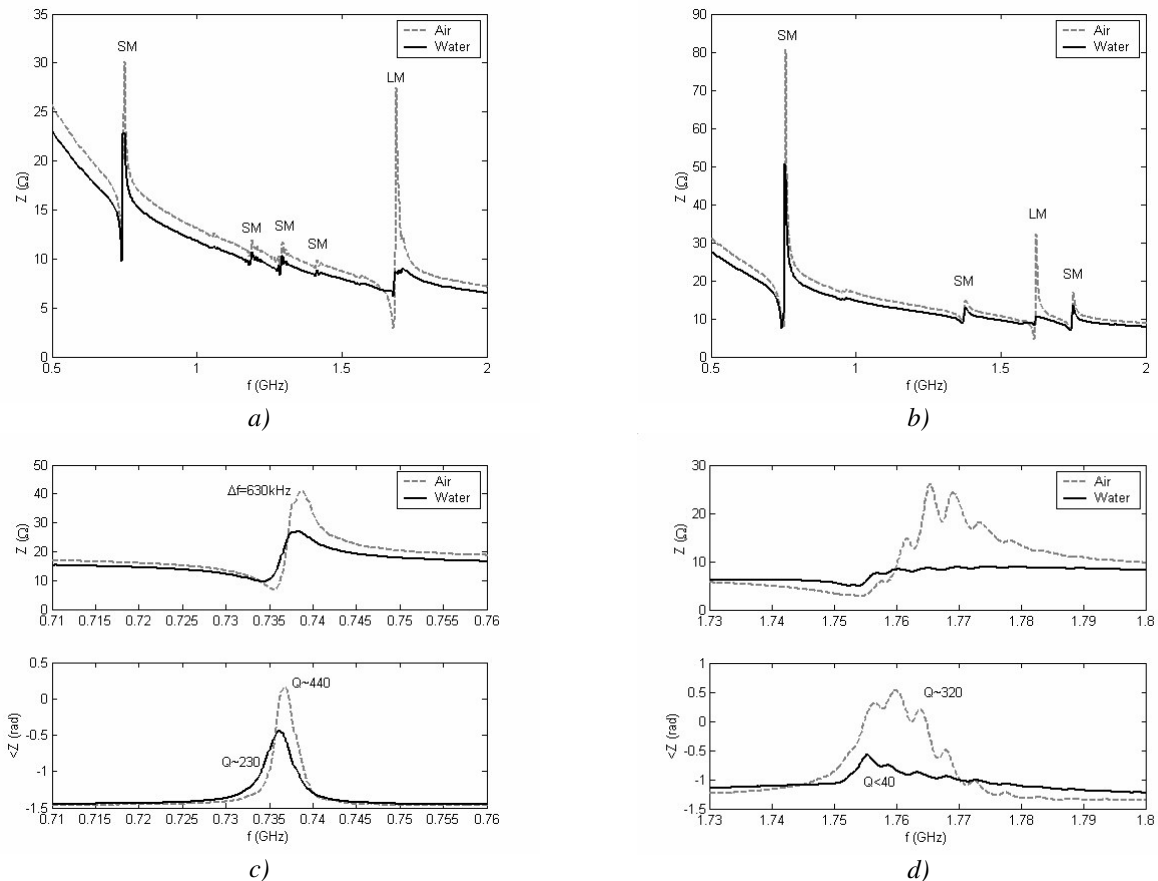 35
30
25
20
15
10
5
0
Z (Ω)
SM
SM
SM
SM
LM
Air
Water
0.5
1
1.5
2
f (GHz)
a)
90
80
70
60
50
40
30
20
10
0
Z (Ω)
SM
SM
LM
SM
Air
Water
0.5
1
1.5
2
f (GHz)
b)
50
40
30
20
10
0
Z (Ω)
Δf=630kHz
Air
Water
0.71 0.715 0.72 0.725 0.73 0.735 0.74 0.745 0.75 0.755 0.76
0.5
0
-0.5
-1
-1.5
<Z (rad)
Q~440
Q~230
0.71 0.715 0.72 0.725 0.73 0.735 0.74 0.745 0.75 0.755 0.76
f (GHz)
c)
30
20
10
0
Z (Ω)
Air
Water
1.73 1.74 1.75 1.76 1.77 1.78 1.79 1.8
1
0.5
0
-0.5
-1
1.5
<Z (rad)
Q~320
Q<40
1.73 1.74 1.75 1.76 1.77 1.78 1.79 1.8
f (GHz)
d)